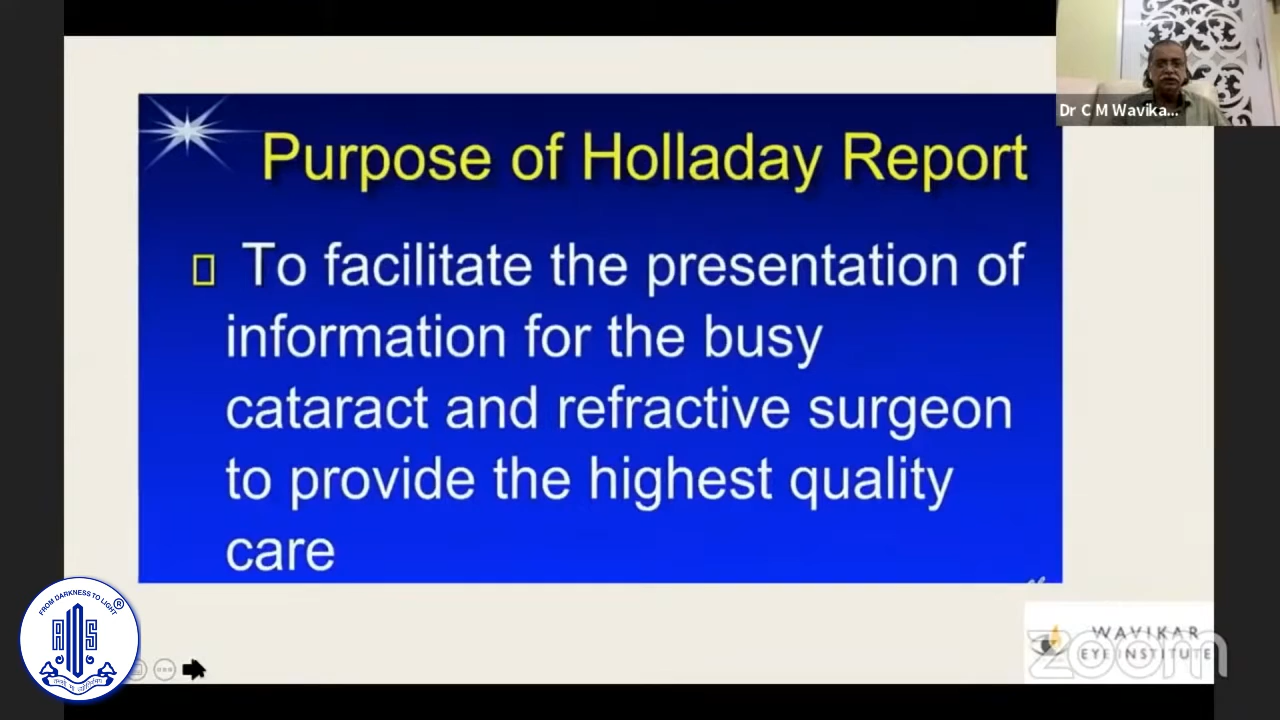 Dr C M Wavika...
Purpose of Holladay Report
To facilitate the presentation of
information for the busy
cataract and refractive surgeon
to provide the highest quality
care
FROM DARKNESS TO LIGHT
®
AIOS
WAVIKAR
EYE INSTITUTE
zoom